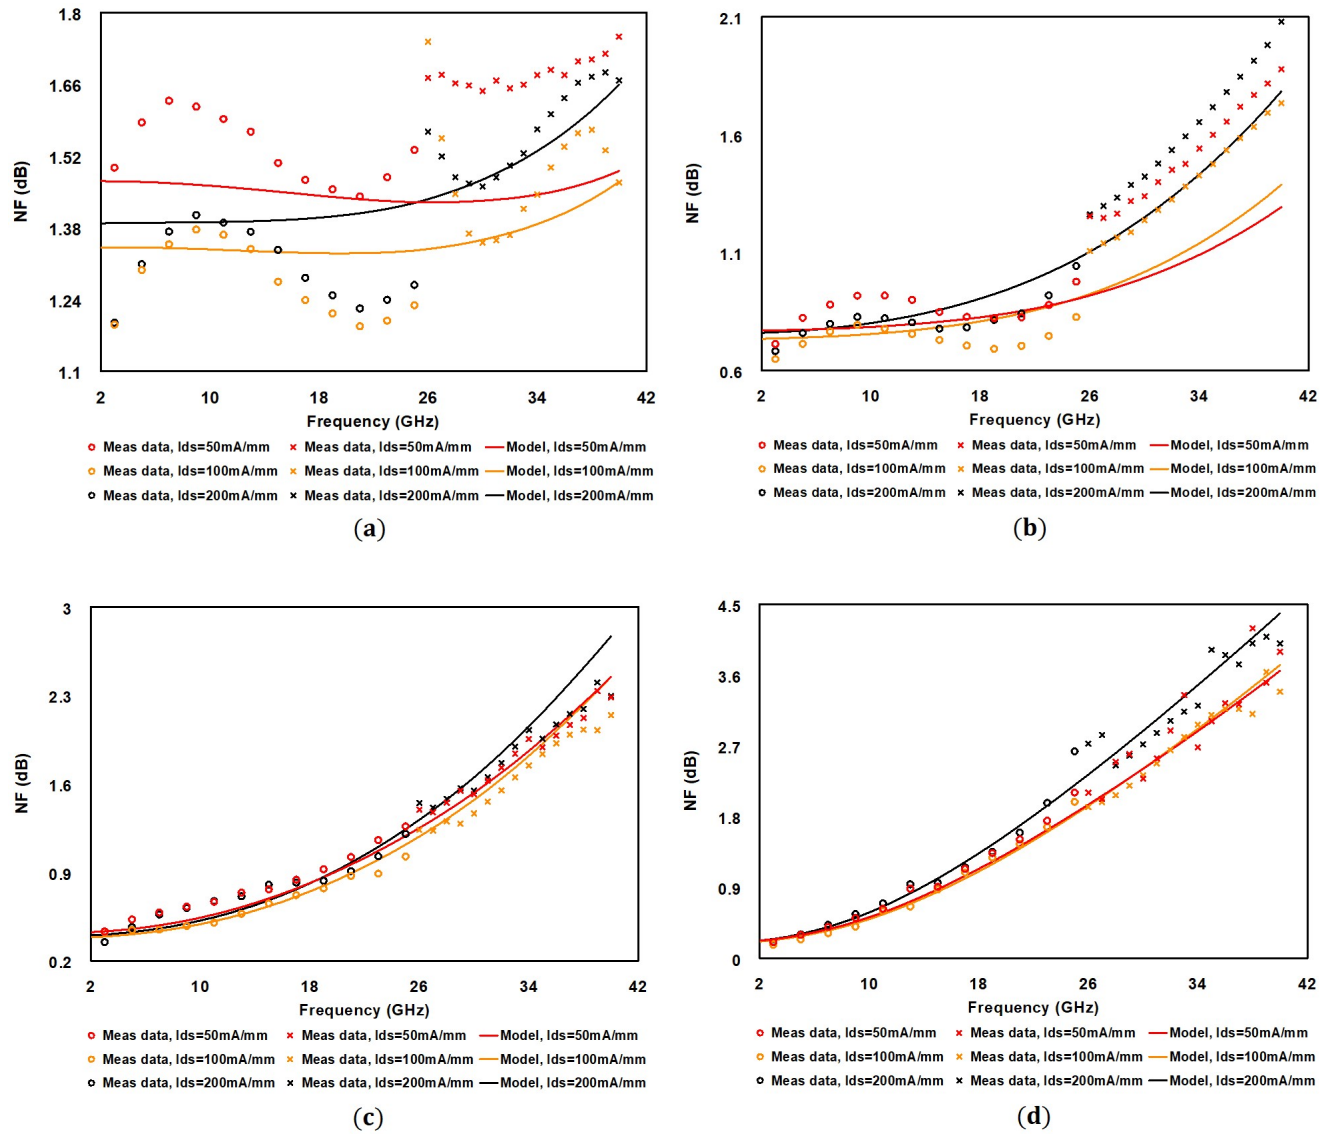 1.8
1.66
1.52
1.38
1.24
1.1
NF (dB)
2 10 18 26 34 42
Frequency (GHz)
Meas data, Ids=50mA/mm Meas data, Ids=50mA/mm Model, Ids=50mA/mm
Meas data, Ids=100mA/mm Meas data, Ids=100mA/mm Model, Ids=100mA/mm
Meas data, Ids=200mA/mm Meas data, Ids=200mA/mm Model, Ids=200mA/mm
(a)
2.1
1.6
1.1
0.6
NF (dB)
2 10 18 26 34 42
Frequency (GHz)
Meas data, Ids=50mA/mm Meas data, Ids=50mA/mm Model, Ids=50mA/mm
Meas data, Ids=100mA/mm Meas data, Ids=100mA/mm Model, Ids=100mA/mm
Meas data, Ids=200mA/mm Meas data, Ids=200mA/mm Model, Ids=200mA/mm
(b)
3
2.3
1.6
0.9
0.2
NF (dB)
2 10 18 26 34 42
Frequency (GHz)
Meas data, Ids=50mA/mm Meas data, Ids=50mA/mm Model, Ids=50mA/mm
Meas data, Ids=100mA/mm Meas data, Ids=100mA/mm Model, Ids=100mA/mm
Meas data, Ids=200mA/mm Meas data, Ids=200mA/mm Model, Ids=200mA/mm
(c)
4.5
3.6
2.7
1.8
0.9
0
NF (dB)
2 10 18 26 34 42
Frequency (GHz)
Meas data, Ids=50mA/mm Meas data, Ids=50mA/mm Model, Ids=50mA/mm
Meas data, Ids=100mA/mm Meas data, Ids=100mA/mm Model, Ids=100mA/mm
Meas data, Ids=200mA/mm Meas data, Ids=200mA/mm Model, Ids=200mA/mm
(d)